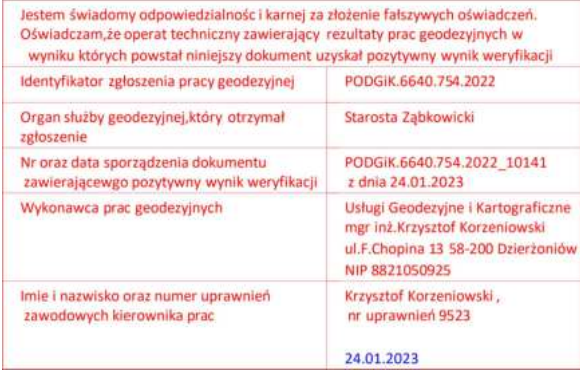 Jestem świadomy odpowiedzialnośc i karnej za złożenie fałszywych oświadczeń.
Oświadczam,że operat techniczny zawierający rezultaty prac geodezyjnych w
wyniku których powstał niniejszy dokument uzyskał pozytywny wynik weryfikacji
Identyfikator zgłoszenia pracy geodezyjnej
PODGiK.6640.754.2022
Organ służby geodezyjnej,który otrzymał
zgłoszenie
Starosta Ząbkowicki
Nr oraz data sporządzenia dokumentu
zawierającewgo pozytywny wynik weryfikacji
PODGiK.6640.754.2022_10141
z dnia 24.01.2023
Wykonawca prac geodezyjnych
Usługi Geodezyjne i Kartograficzne
mgr inż.Krzysztof Korzeniowski
ul.F.Chopina 13 58-200 Dzierżoniów
NIP 8821050925
Imie i nazwisko oraz numer uprawnień
zawodowych kierownika prac
Krzysztof Korzeniowski ,
nr uprawnień 9523
24.01.2023